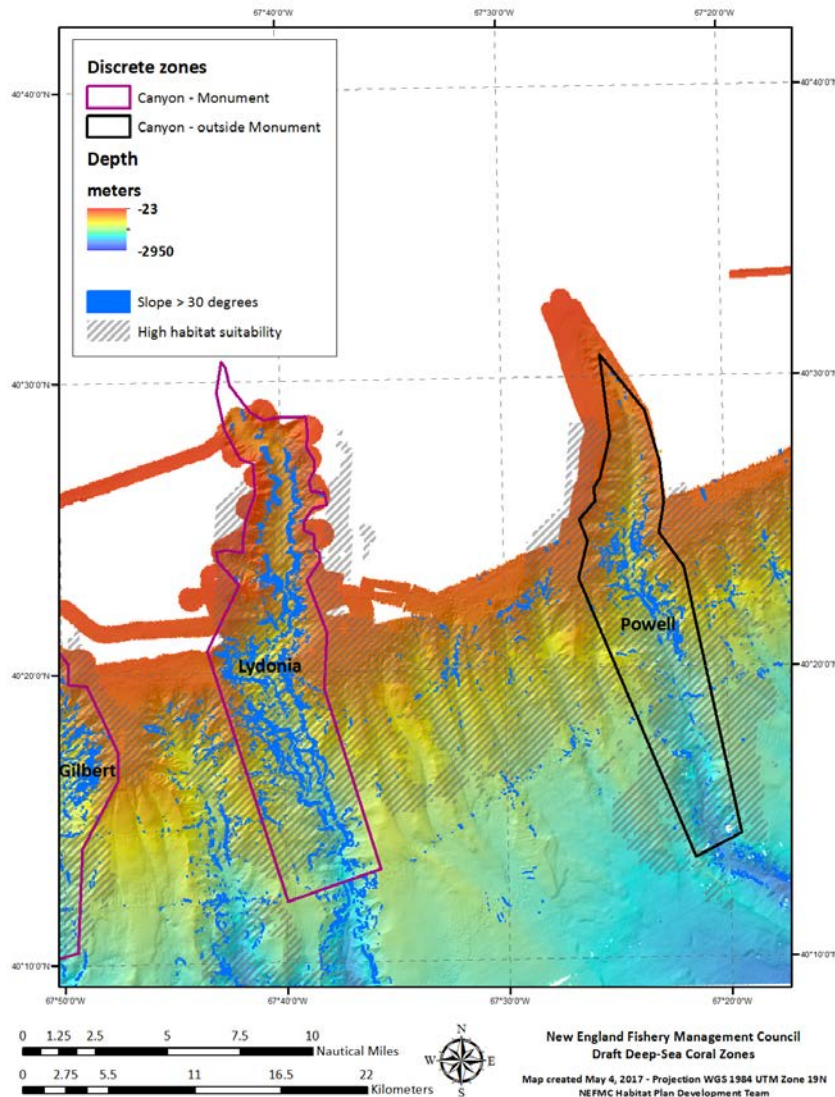 67°40'0"W
67°30'0"W
67°20'0"W
Discrete zones
Canyon - Monument
Canyon - outside Monument
Depth
meters
-23
-2950
Slope > 30 degrees
High habitat suitability
40°40'0"N
40°40'0"N
40°30'0"N
40°30'0"N
Powell
Lydonia
40°20'0"N
40°20'0"N
Gilbert
40°10'0"N
40°10'0"N
67°50'0"W
67°40'0"W
67°30'0"W
67°20'0"W
0 1.25 2.5 5 7.5 10
Nautical Miles
0 2.75 5.5 11 16.5 22
Kilometers
N
W E
S
New England Fishery Management Council
Draft Deep-Sea Coral Zones
Map created May 4, 2017 - Projection WGS 1984 UTM Zone 19N
NEFMC Habitat Plan Development Team